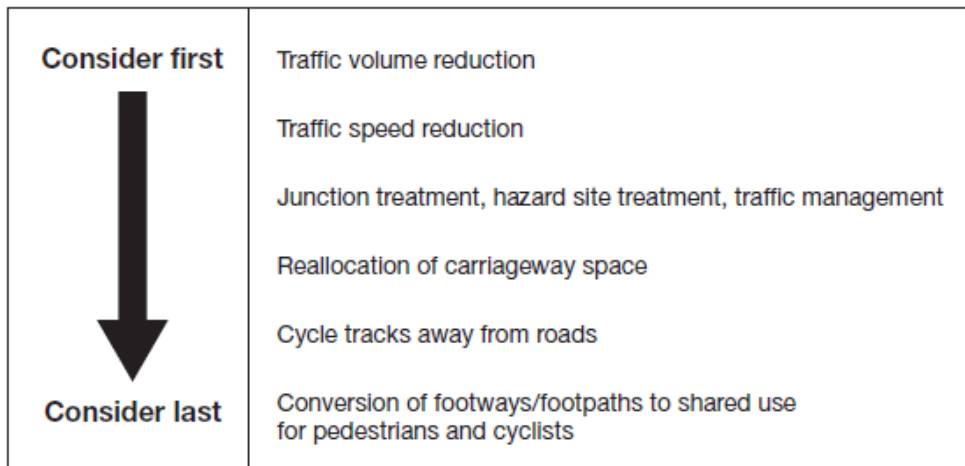 Consider first
Traffic volume reduction
Traffic speed reduction
Junction treatment, hazard site treatment, traffic management
Reallocation of carriageway space
Cycle tracks away from roads
Consider last
Conversion of footways/footpaths to shared use
for pedestrians and cyclists